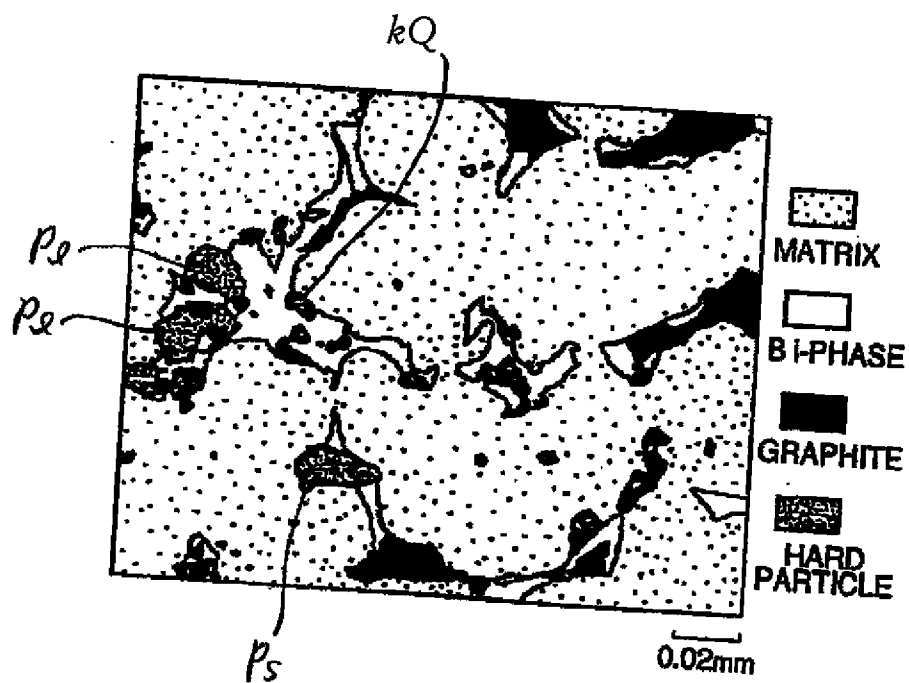 kQ
Pℓ
Pℓ
Ps
MATRIX
Bi-PHASE
GRAPHITE
HARD
PARTICLE
0.02mm